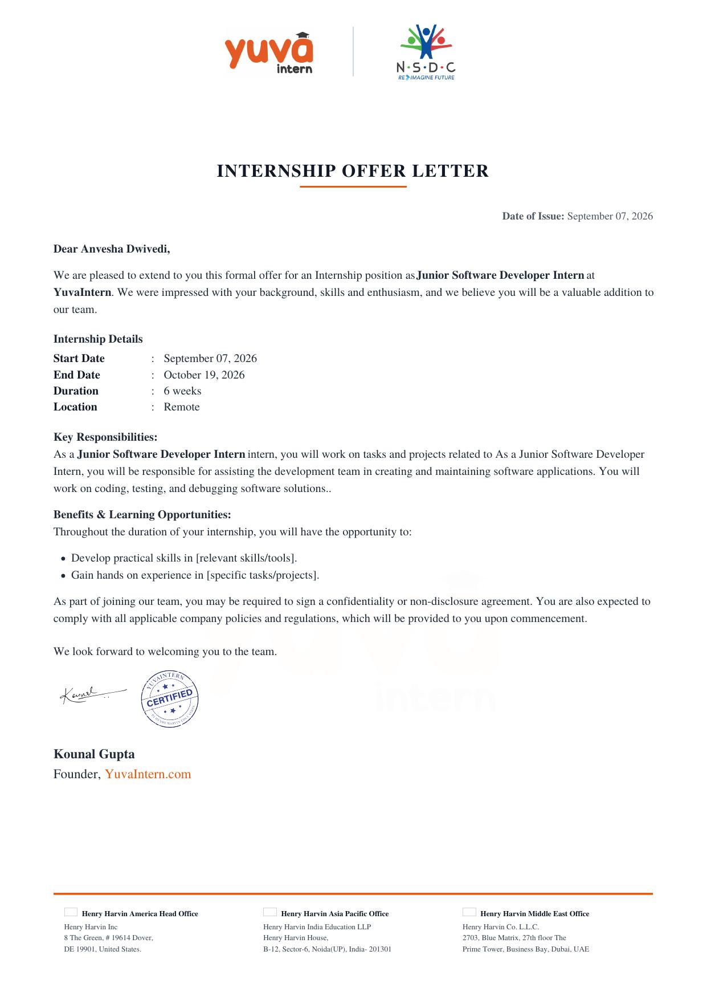 yuva
intern
N·S·D·C
RE IMAGINE FUTURE
INTERNSHIP OFFER LETTER
Date of Issue: September 07, 2026
Dear Anvesha Dwivedi,
We are pleased to extend to you this formal offer for an Internship position as Junior Software Developer Intern at
YuvaIntern. We were impressed with your background, skills and enthusiasm, and we believe you will be a valuable addition to
our team.
Internship Details
Start Date : September 07, 2026
End Date : October 19, 2026
Duration : 6 weeks
Location : Remote
Key Responsibilities:
As a Junior Software Developer Intern intern, you will work on tasks and projects related to As a Junior Software Developer
Intern, you will be responsible for assisting the development team in creating and maintaining software applications. You will
work on coding, testing, and debugging software solutions..
Benefits & Learning Opportunities:
Throughout the duration of your internship, you will have the opportunity to:
• Develop practical skills in [relevant skills/tools].
• Gain hands on experience in [specific tasks/projects].
As part of joining our team, you may be required to sign a confidentiality or non-disclosure agreement. You are also expected to
comply with all applicable company policies and regulations, which will be provided to you upon commencement.
We look forward to welcoming you to the team.
yuva
intern
Kounal
YUVAINTERN
CERTIFIED
BY HENRY HARVIN EDUCATION
Kounal Gupta
Founder, YuvaIntern.com
Henry Harvin America Head Office
Henry Harvin Inc
8 The Green, # 19614 Dover,
DE 19901, United States.
Henry Harvin Asia Pacific Office
Henry Harvin India Education LLP
Henry Harvin House,
B-12, Sector-6, Noida(UP), India- 201301
Henry Harvin Middle East Office
Henry Harvin Co. L.L.C.
2703, Blue Matrix, 27th floor The
Prime Tower, Business Bay, Dubai, UAE